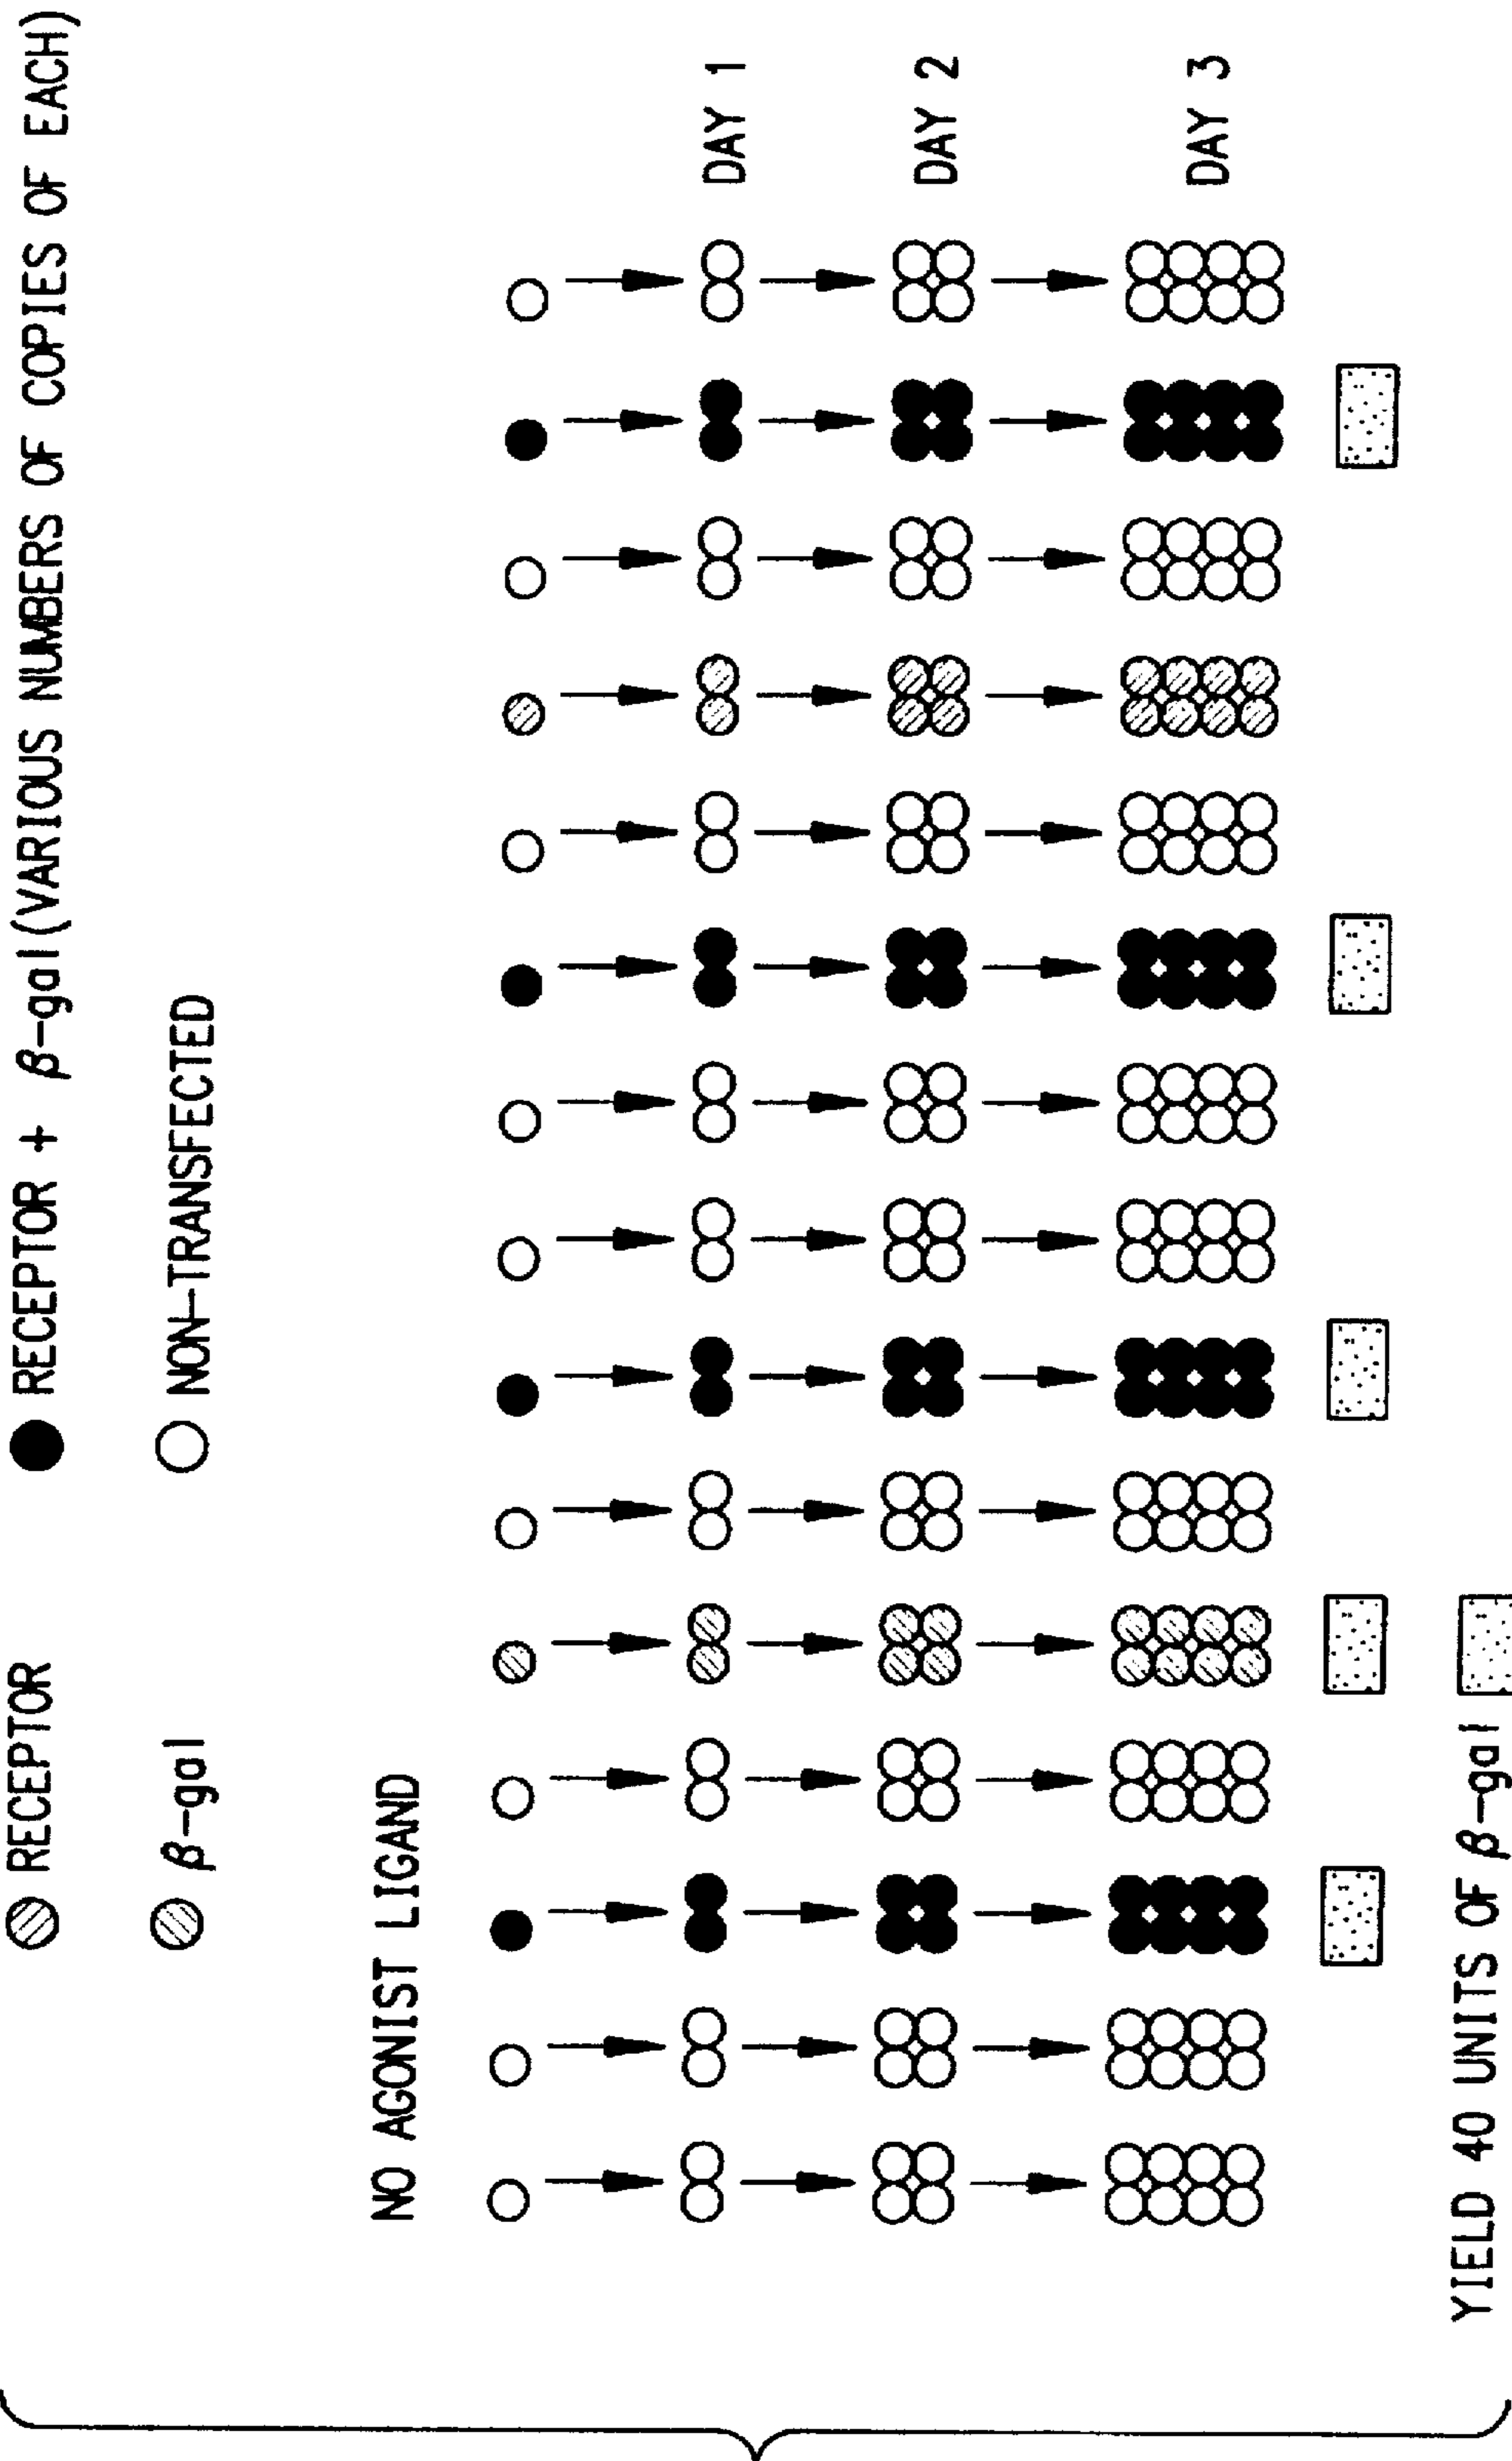 RECEPTOR
RECEPTOR + β-gal(VARIOUS NUMBERS OF COPIES OF EACH)
β-gal
NON-TRANSFECTED
NO AGONIST LIGAND
DAY 1
DAY 2
DAY 3
YIELD 40 UNITS OF β-gal